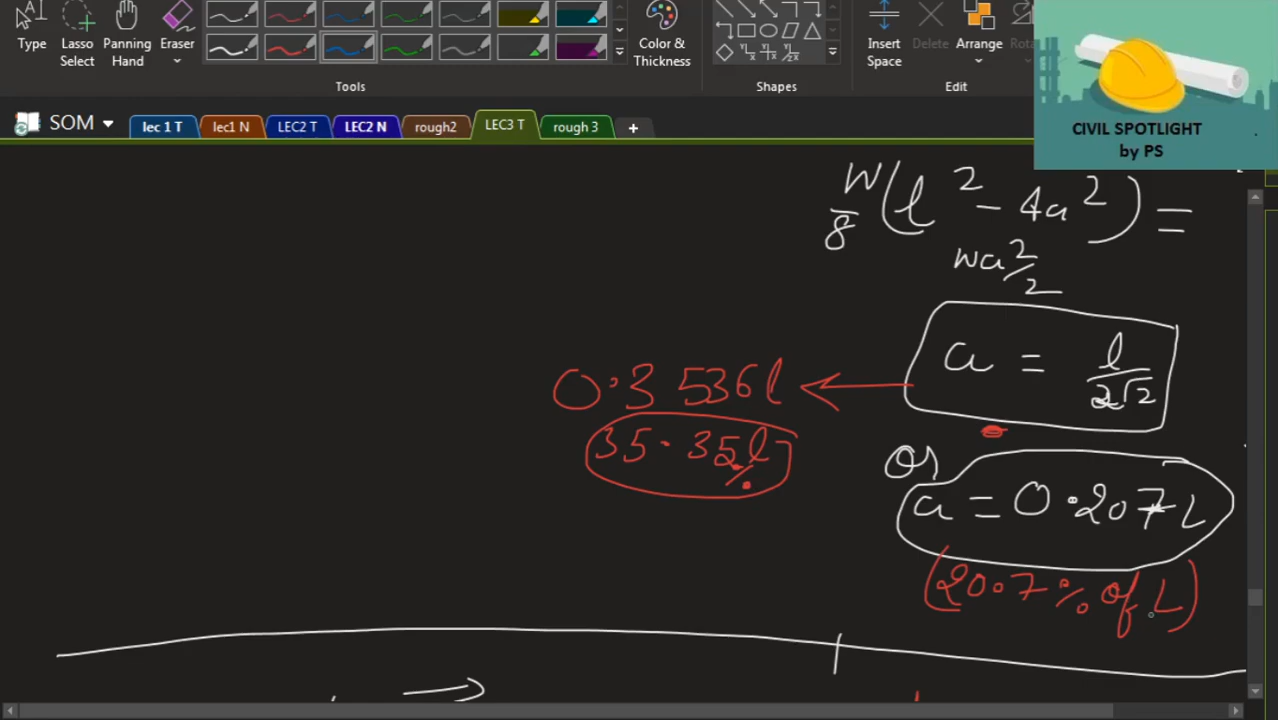 Type
Lasso Select
Panning Hand
Eraser
Color & Thickness
Insert Space
Delete
Arrange
Tools
Shapes
Edit
CIVIL SPOTLIGHT
by PS
SOM
lec 1 T
lec1 N
LEC2 T
LEC2 N
rough2
LEC3 T
rough 3
W/8 (l² - 4a²) =
wa²/2
a = l/2√2
0.3536l
35.35%l
or
a = 0.207L
(20.7% of L)